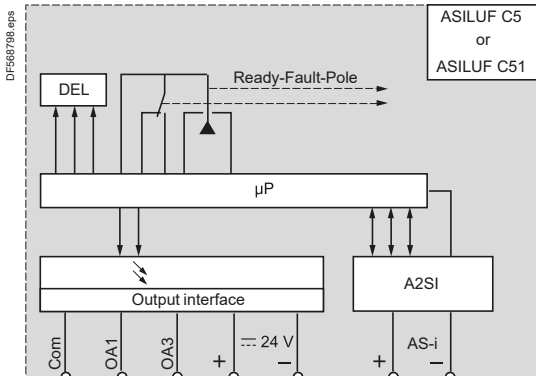 DF568798.eps
ASILUF C5
or
ASILUF C51
DEL
Ready-Fault-Pole
µP
Output interface
A2SI
Com
OA1
OA3
+
24 V
–
+
AS-i
–